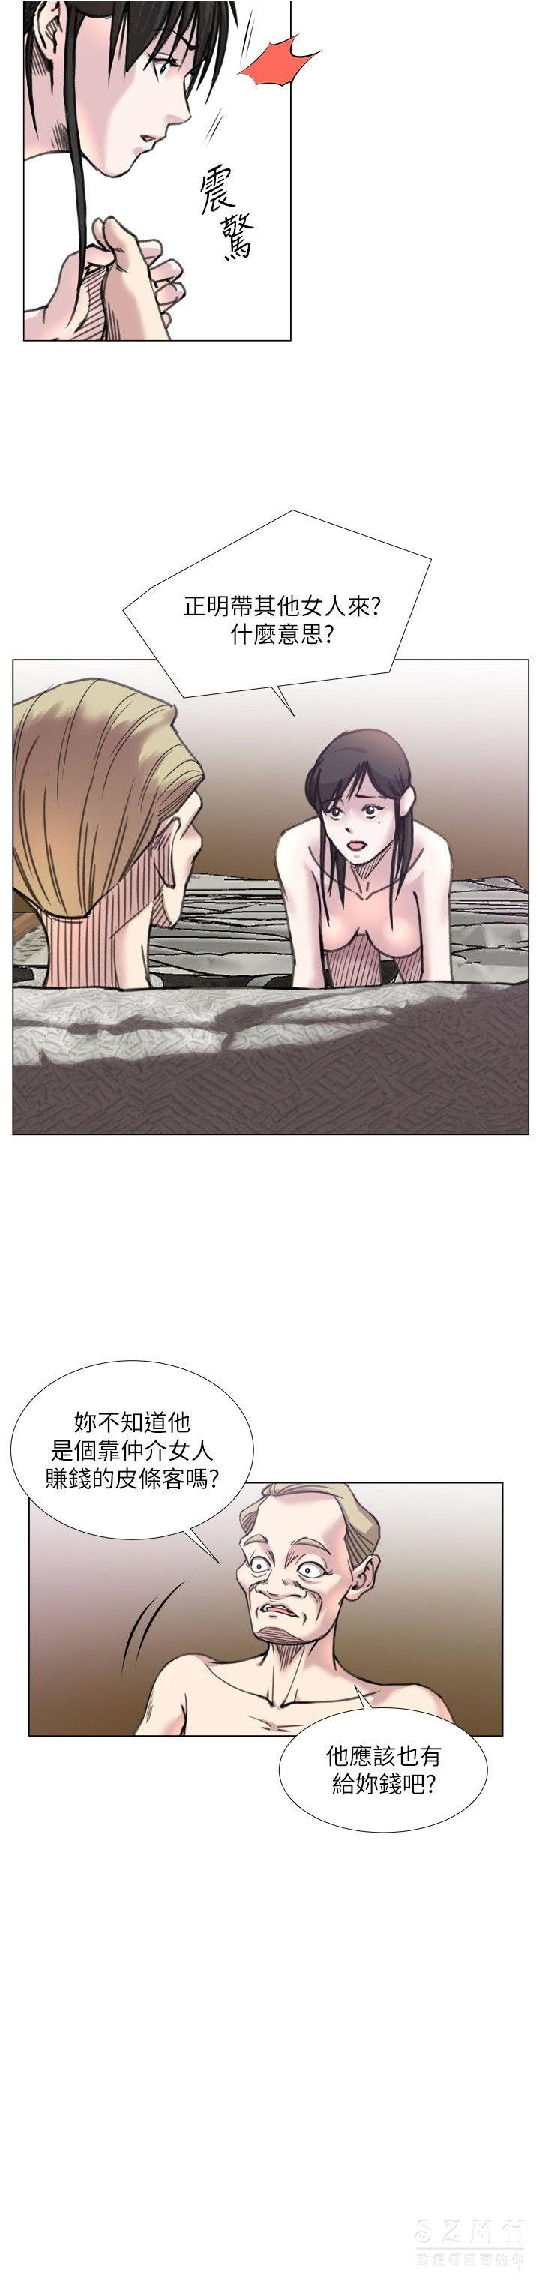 震驚
正明帶其他女人來?
什麼意思?
妳不知道他
是個靠仲介女人
賺錢的皮條客嗎?
他應該也有
給妳錢吧?